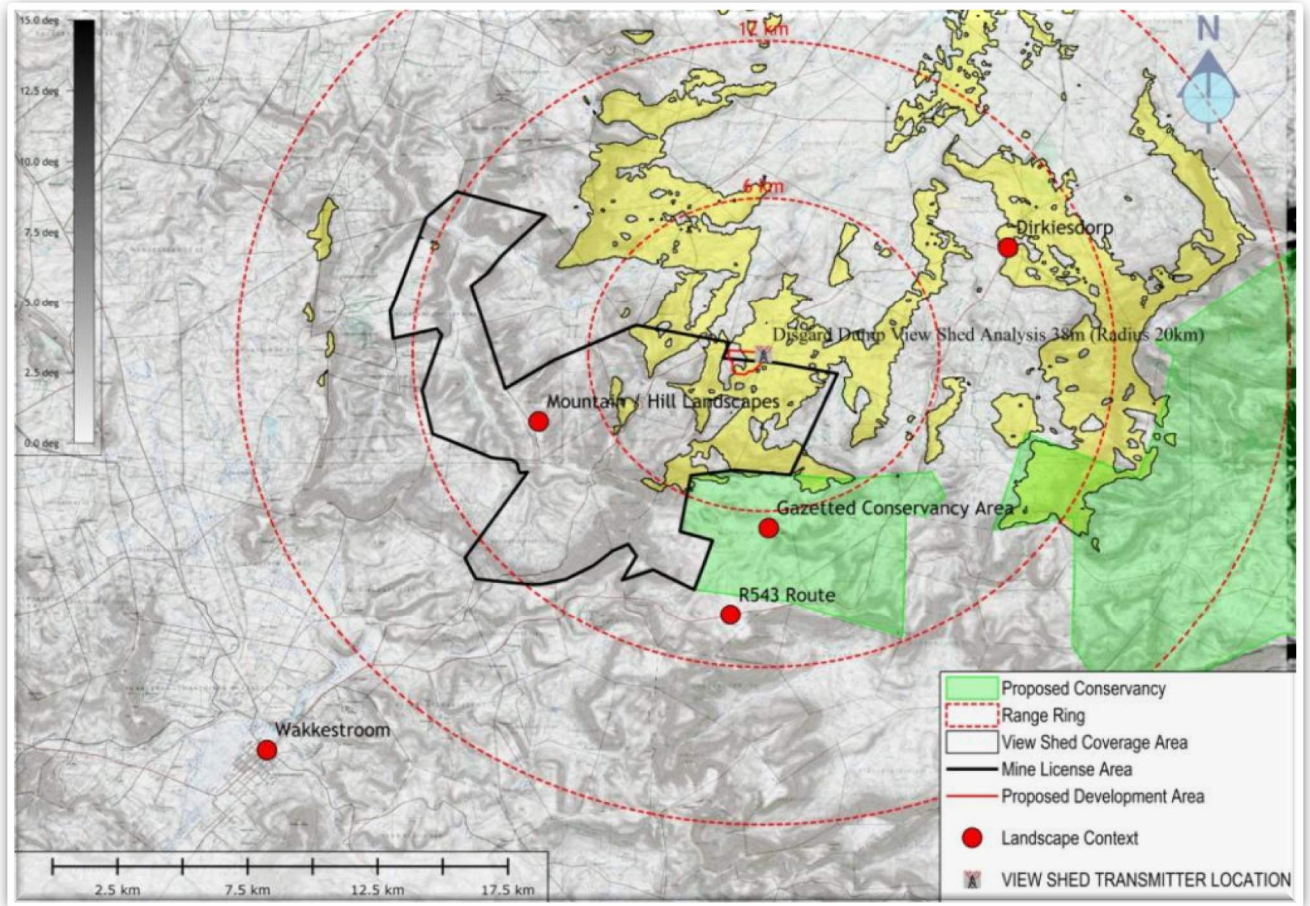 15.0 deg
12 km
N
12.5 deg
10.0 deg
6 km
7.5 deg
Dirkiesdorp
5.0 deg
Disgard Dump View Shed Analysis 38m (Radius 20km)
2.5 deg
Mountain / Hill Landscapes
0.0 deg
Gazetted Conservancy Area
R543 Route
Wakkestroom
Proposed Conservancy
Range Ring
View Shed Coverage Area
Mine License Area
Proposed Development Area
Landscape Context
VIEW SHED TRANSMITTER LOCATION
2.5 km 7.5 km 12.5 km 17.5 km